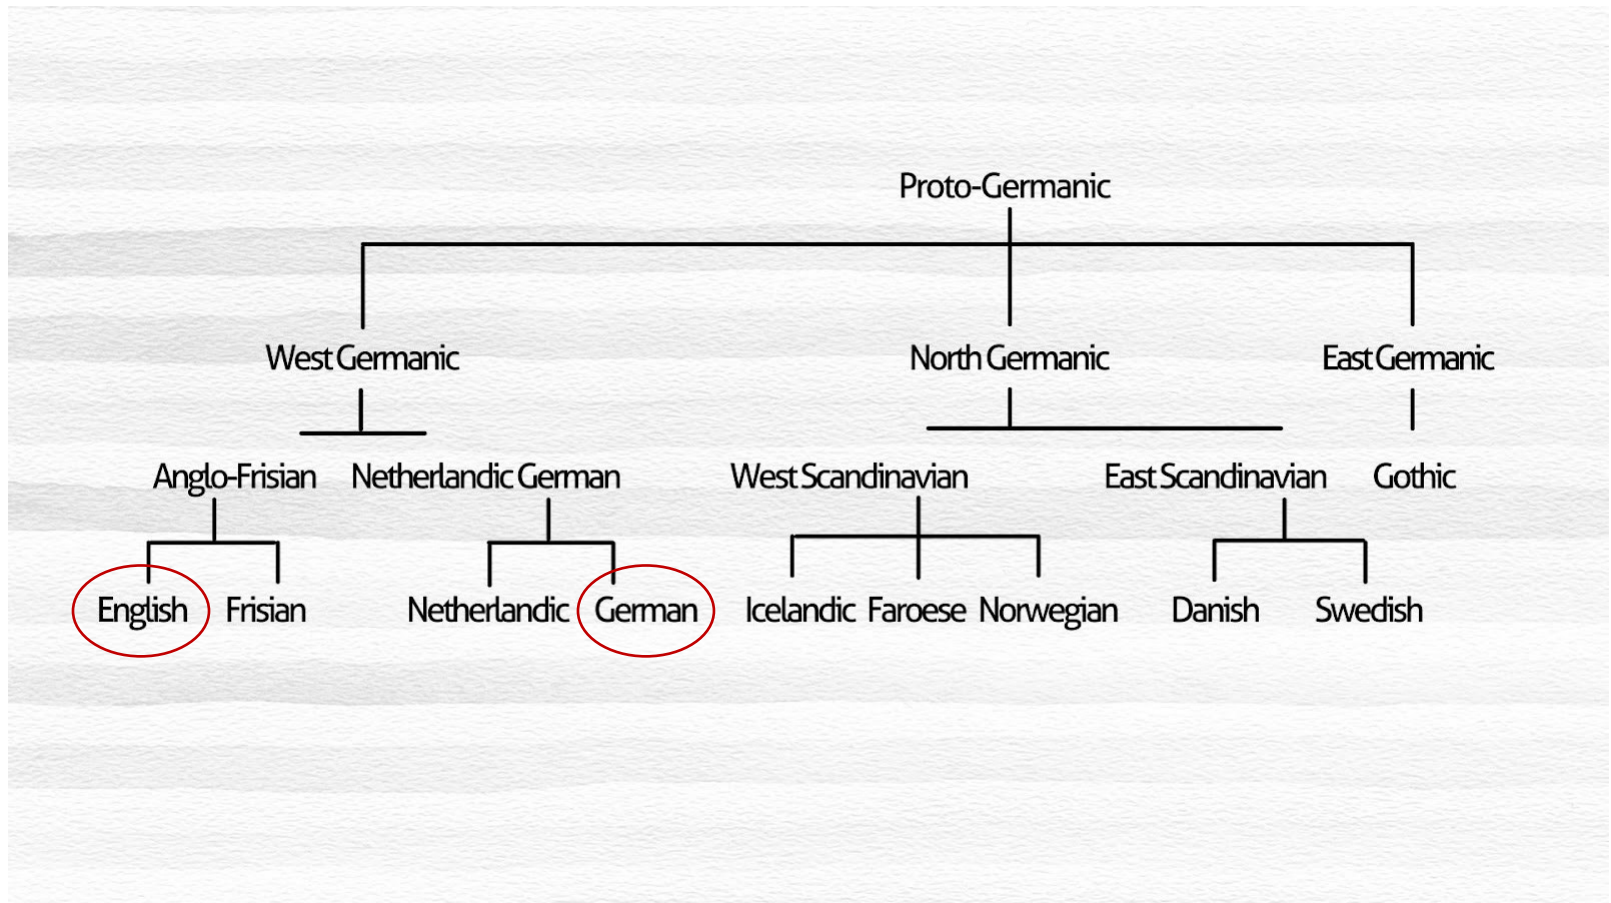 Proto-Germanic
West Germanic North Germanic East Germanic
Anglo-Frisian Netherlandic German West Scandinavian East Scandinavian Gothic
English Frisian Netherlandic German Icelandic Faroese Norwegian Danish Swedish